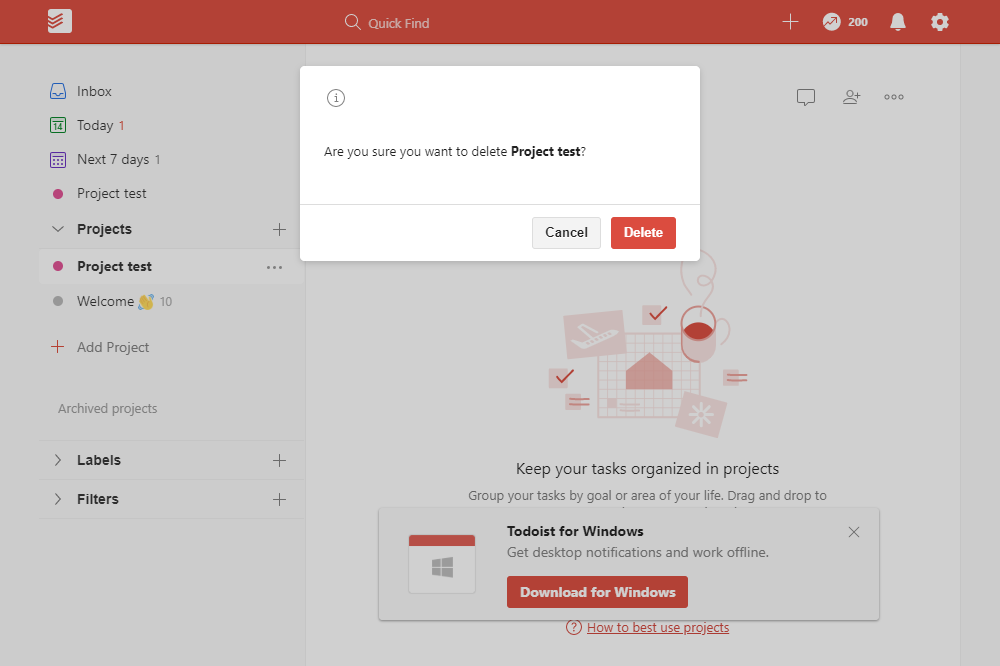 Quick Find
200
Inbox
14
Today 1
Next 7 days 1
Project test
Projects
Project test
Welcome 👋 10
Add Project
Archived projects
Labels
Filters
Are you sure you want to delete Project test?
Cancel
Delete
Keep your tasks organized in projects
Group your tasks by goal or area of your life. Drag and drop to
Todoist for Windows
Get desktop notifications and work offline.
Download for Windows
How to best use projects